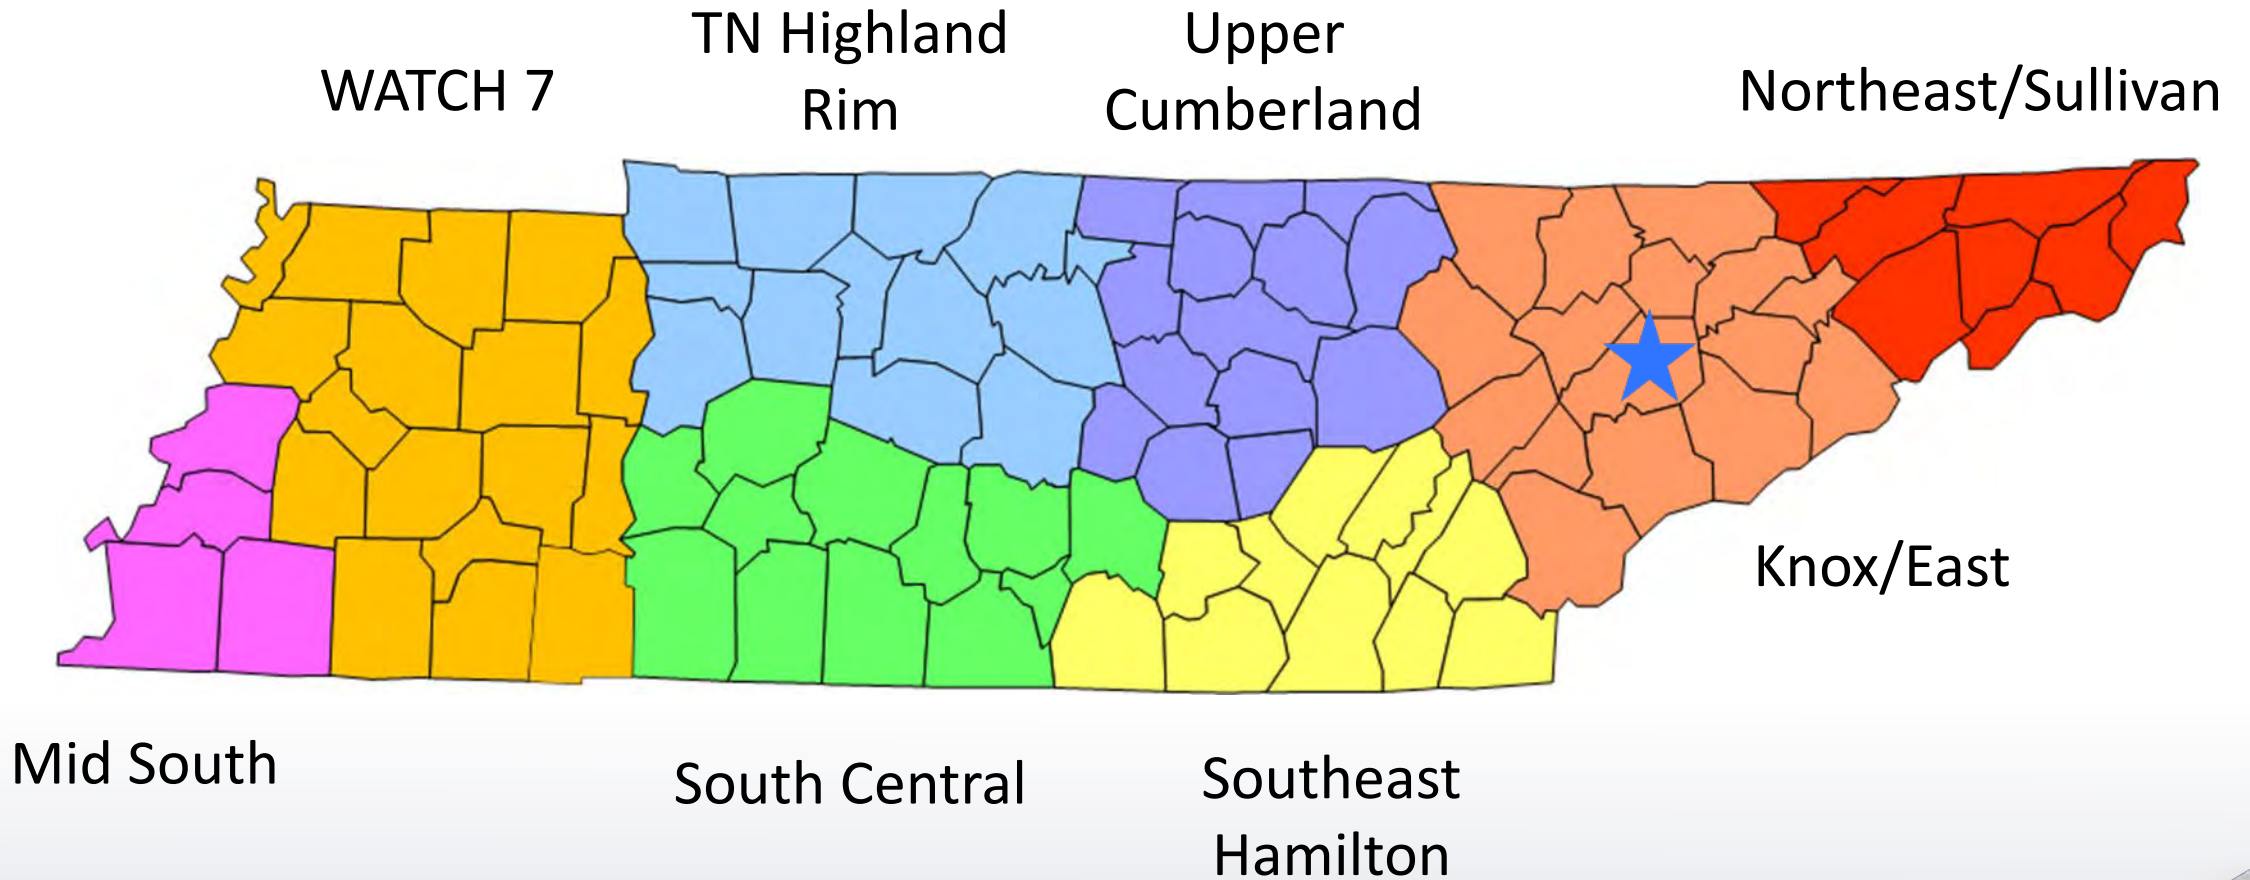 TN Highland
Rim
Upper
Cumberland
WATCH 7
Northeast/Sullivan
Knox/East
Mid South
South Central
Southeast
Hamilton